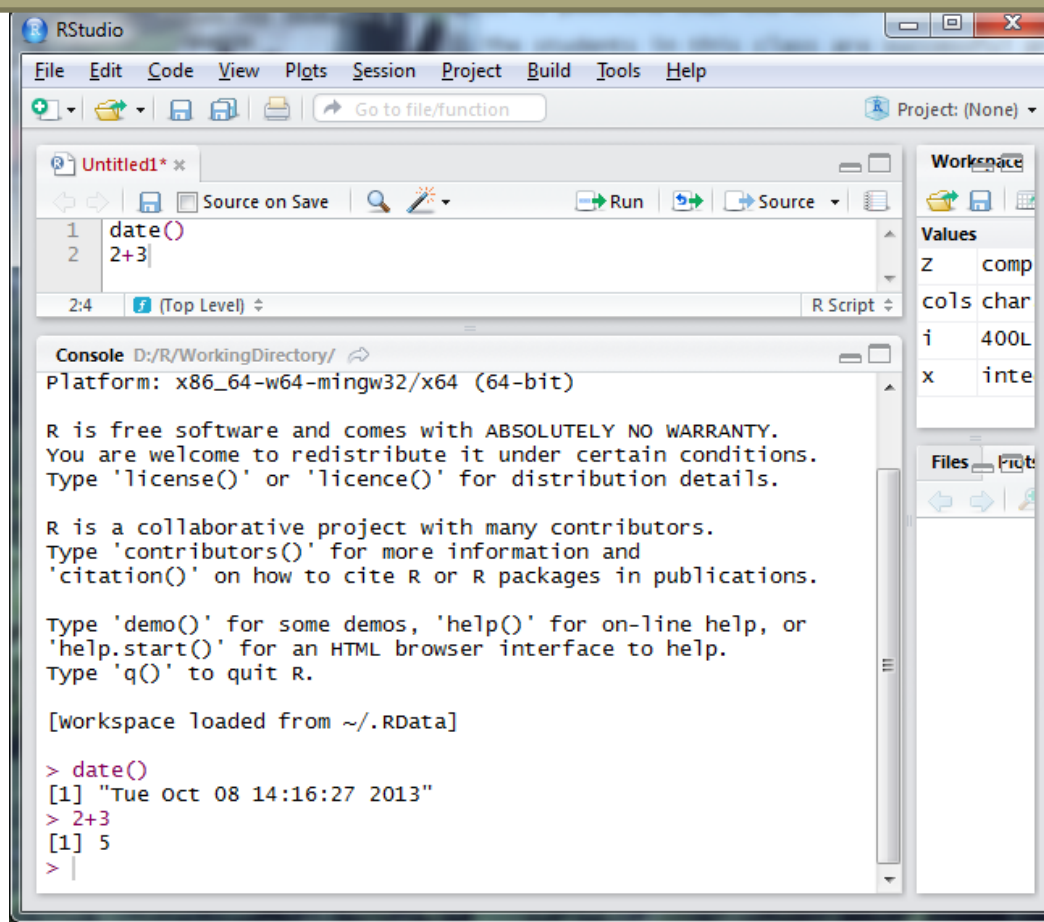 RStudio
File Edit Code View Plots Session Project Build Tools Help
Go to file/function
Project: (None)
Untitled1*
Source on Save
Run
Source
1 date()
2 2+3
2:4 (Top Level)
R Script
Console D:/R/WorkingDirectory/
Platform: x86_64-w64-mingw32/x64 (64-bit)
R is free software and comes with ABSOLUTELY NO WARRANTY.
You are welcome to redistribute it under certain conditions.
Type 'license()' or 'licence()' for distribution details.
R is a collaborative project with many contributors.
Type 'contributors()' for more information and
'citation()' on how to cite R or R packages in publications.
Type 'demo()' for some demos, 'help()' for on-line help, or
'help.start()' for an HTML browser interface to help.
Type 'q()' to quit R.
[Workspace loaded from ~/.RData]
> date()
[1] "Tue Oct 08 14:16:27 2013"
> 2+3
[1] 5
>
Workspace
Values
Z comp
cols char
i 400L
x inte
Files Plots